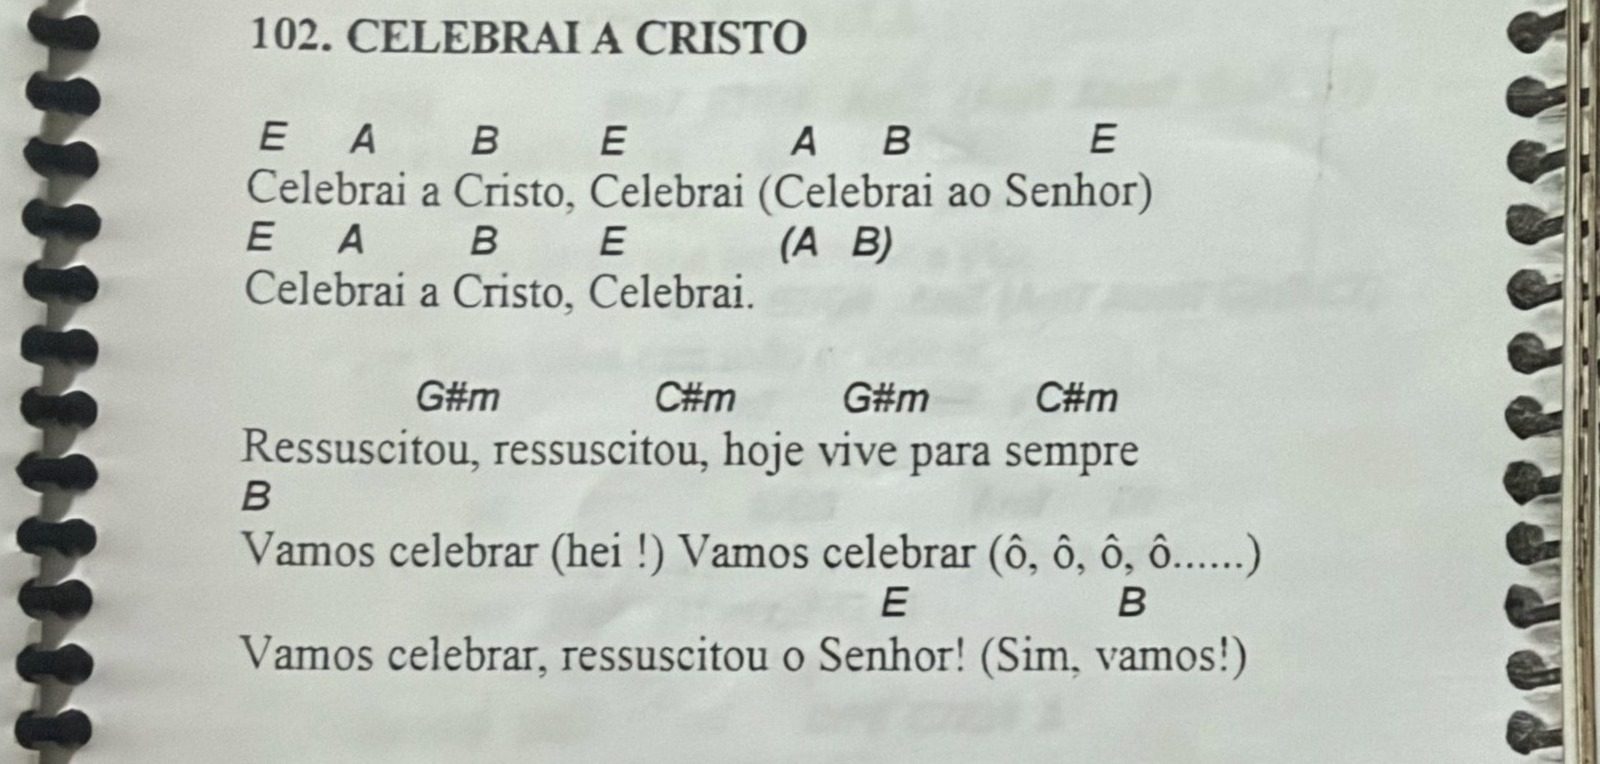 102. CELEBRAI A CRISTO
E A B E A B E
Celebrai a Cristo, Celebrai (Celebrai ao Senhor)
E A B E (A B)
Celebrai a Cristo, Celebrai.
G#m C#m G#m C#m
Ressuscitou, ressuscitou, hoje vive para sempre
B
Vamos celebrar (hei !) Vamos celebrar (ô, ô, ô, ô......)
E B
Vamos celebrar, ressuscitou o Senhor! (Sim, vamos!)